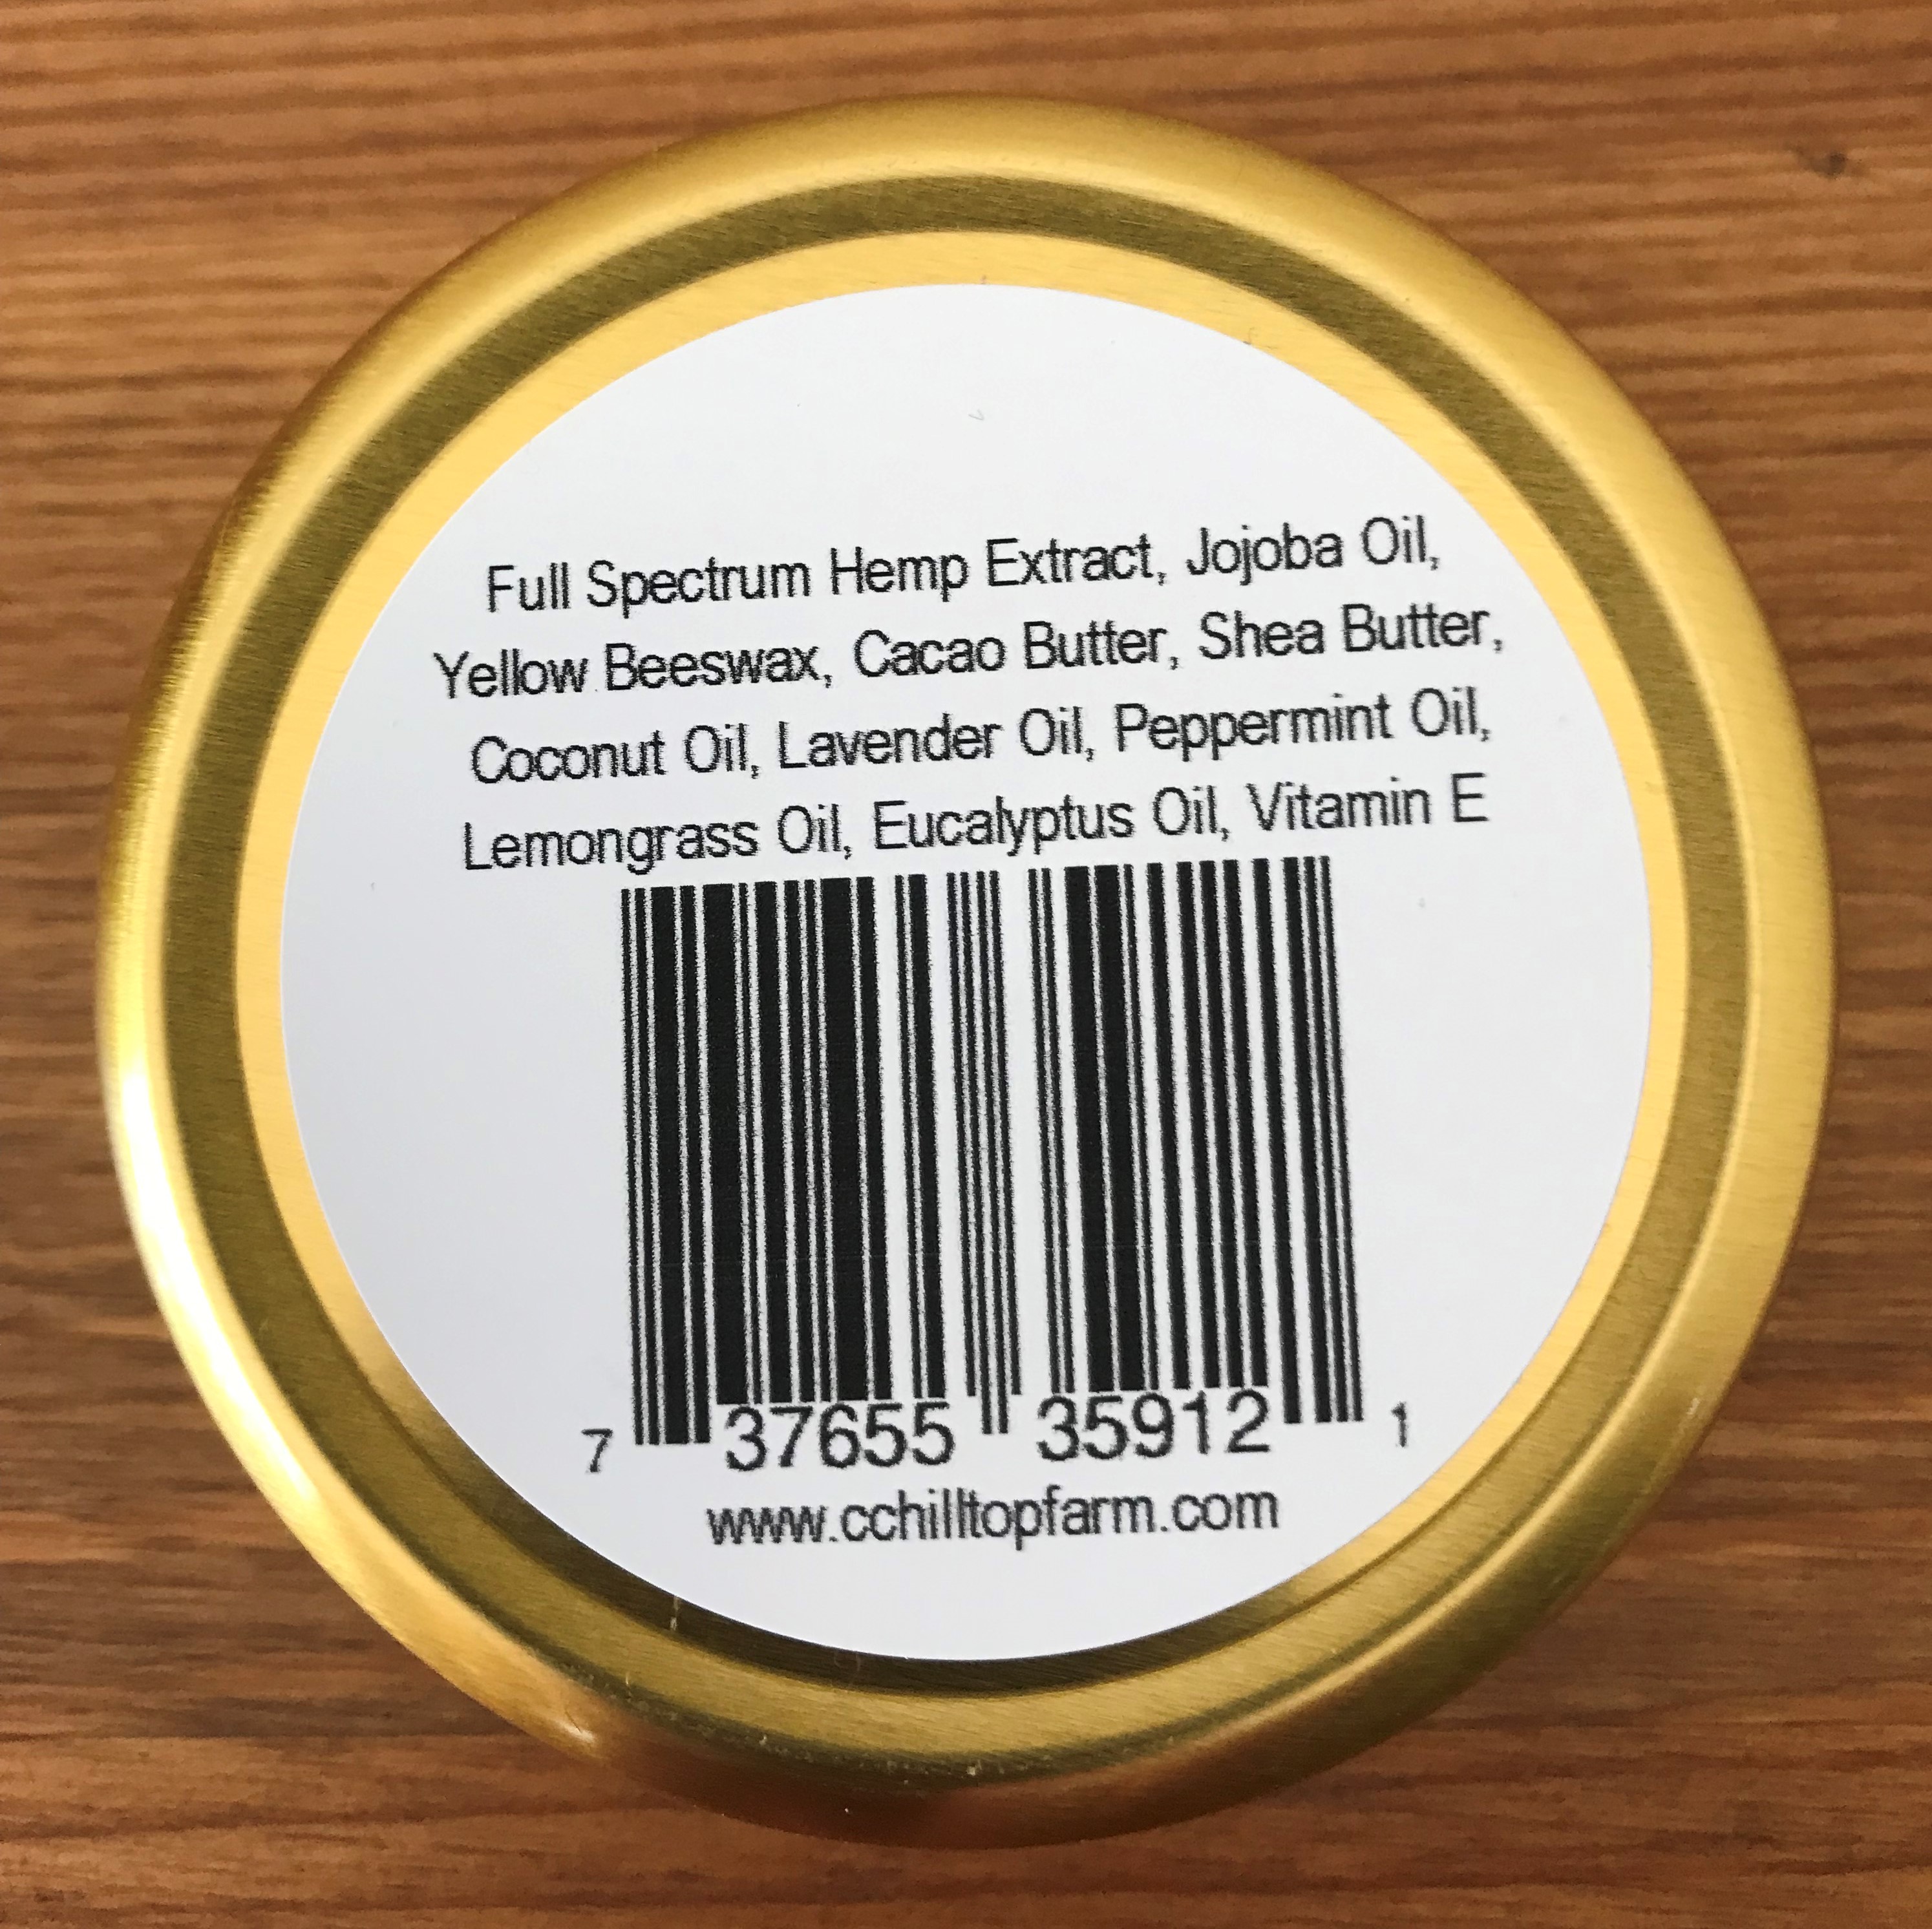 Full Spectrum Hemp Extract, Jojoba Oil,
Yellow Beeswax, Cacao Butter, Shea Butter,
Coconut Oil, Lavender Oil, Peppermint Oil,
Lemongrass Oil, Eucalyptus Oil, Vitamin E
7 37655 35912 1
www.cchilltopfarm.com